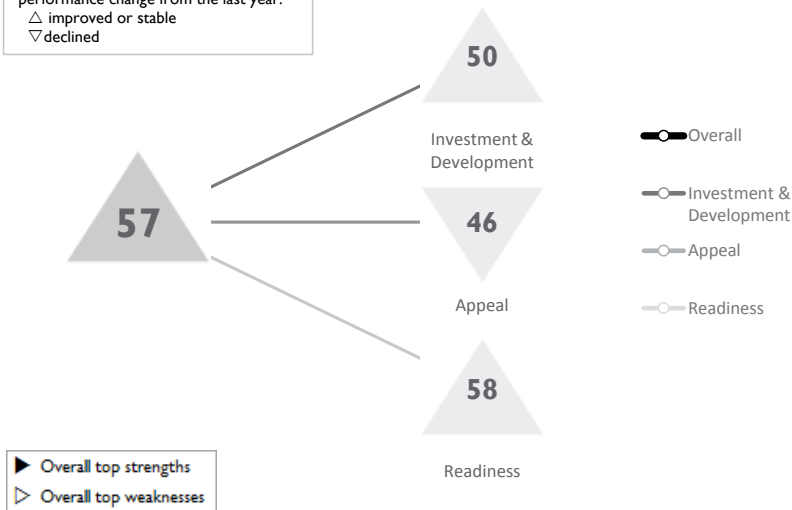 performance change from the last year:
△ improved or stable
▽ declined
50
Investment &
Development
57
46
Appeal
58
Readiness
Overall
Investment &
Development
Appeal
Readiness
▶ Overall top strengths
▷ Overall top weaknesses